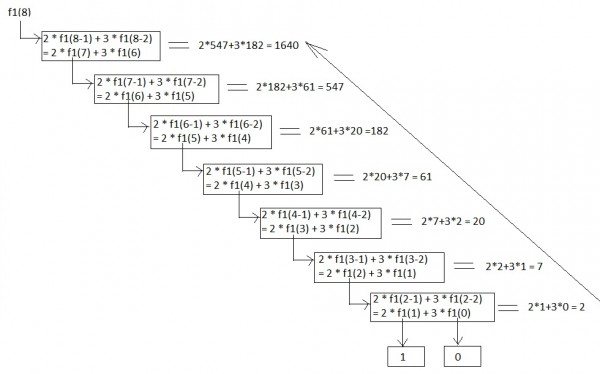 f1(8)
2 * f1(8-1) + 3 * f1(8-2)
= 2 * f1(7) + 3 * f1(6)
2*547+3*182 = 1640
2 * f1(7-1) + 3 * f1(7-2)
= 2 * f1(6) + 3 * f1(5)
2*182+3*61 = 547
2 * f1(6-1) + 3 * f1(6-2)
= 2 * f1(5) + 3 * f1(4)
2*61+3*20 =182
2 * f1(5-1) + 3 * f1(5-2)
= 2 * f1(4) + 3 * f1(3)
2*20+3*7 = 61
2 * f1(4-1) + 3 * f1(4-2)
= 2 * f1(3) + 3 * f1(2)
2*7+3*2 = 20
2 * f1(3-1) + 3 * f1(3-2)
= 2 * f1(2) + 3 * f1(1)
2*2+3*1 = 7
2 * f1(2-1) + 3 * f1(2-2)
= 2 * f1(1) + 3 * f1(0)
2*1+3*0 = 2
1
0